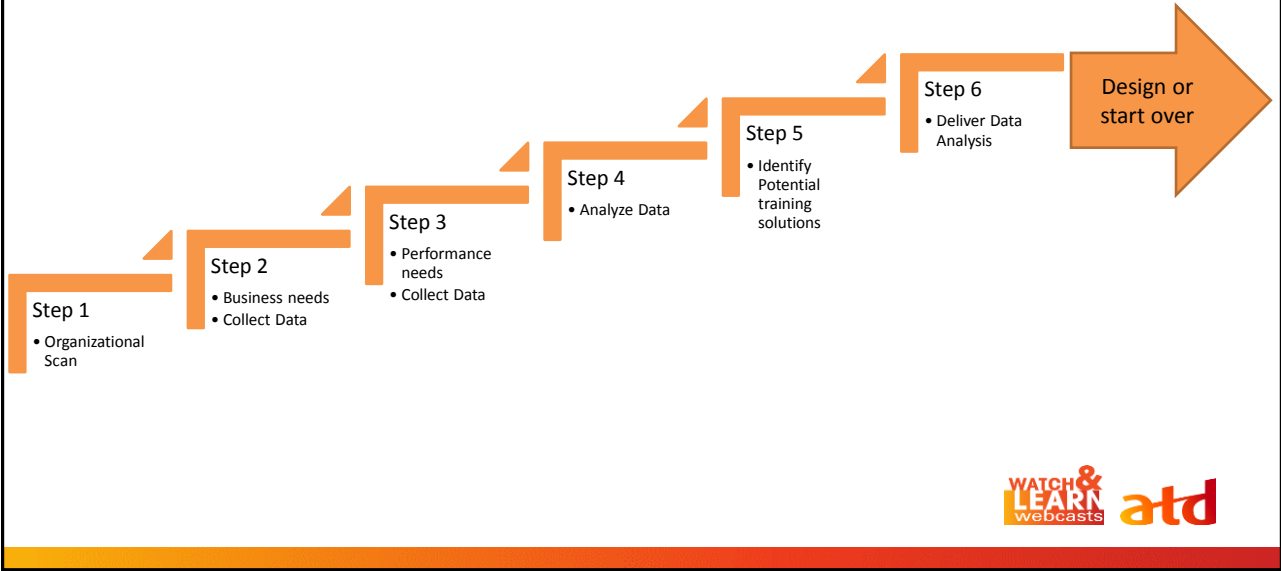 Step 1
• Organizational
Scan
Step 2
• Business needs
• Collect Data
Step 3
• Performance
needs
• Collect Data
Step 4
• Analyze Data
Step 5
• Identify
Potential
training
solutions
Step 6
• Deliver Data
Analysis
Design or
start over
WATCH&
LEARN
webcasts
atd